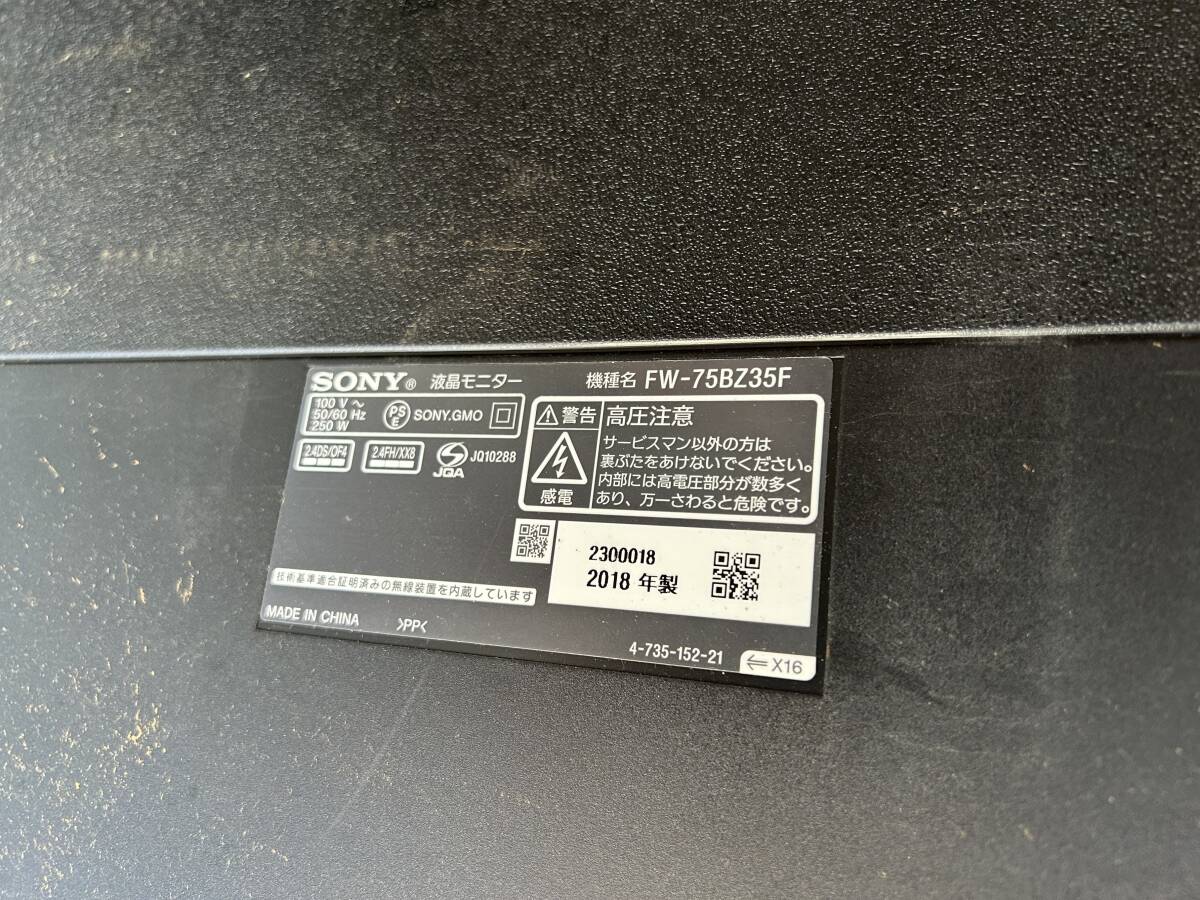 SONY® 液晶モニター 機種名 FW-75BZ35F
100 V ~
50/60 Hz
250 W
PSE SONY.GMO
2.4DS/OF4 2.4FH/XX8 JQA JQ10288
警告 高圧注意
感電
サービスマン以外の方は
裏ぶたをあけないでください。
内部には高電圧部分が数多く
あり、万一さわると危険です。
2300018
2018 年製
技術基準適合証明済みの無線装置を内蔵しています
MADE IN CHINA >PP<
4-735-152-21 X16